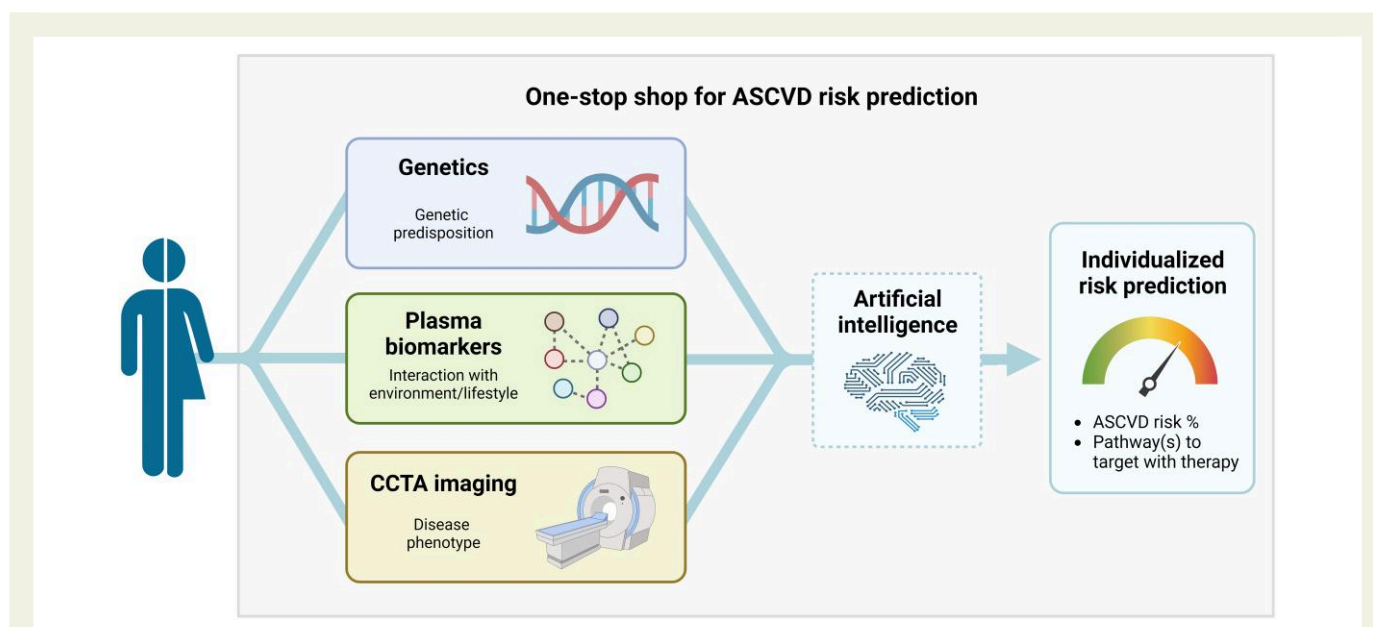 One-stop shop for ASCVD risk prediction
Genetics
Genetic
predisposition
Plasma
biomarkers
Interaction with
environment/lifestyle
CCTA imaging
Disease
phenotype
Artificial
intelligence
Individualized
risk prediction
• ASCVD risk %
• Pathway(s) to
target with therapy